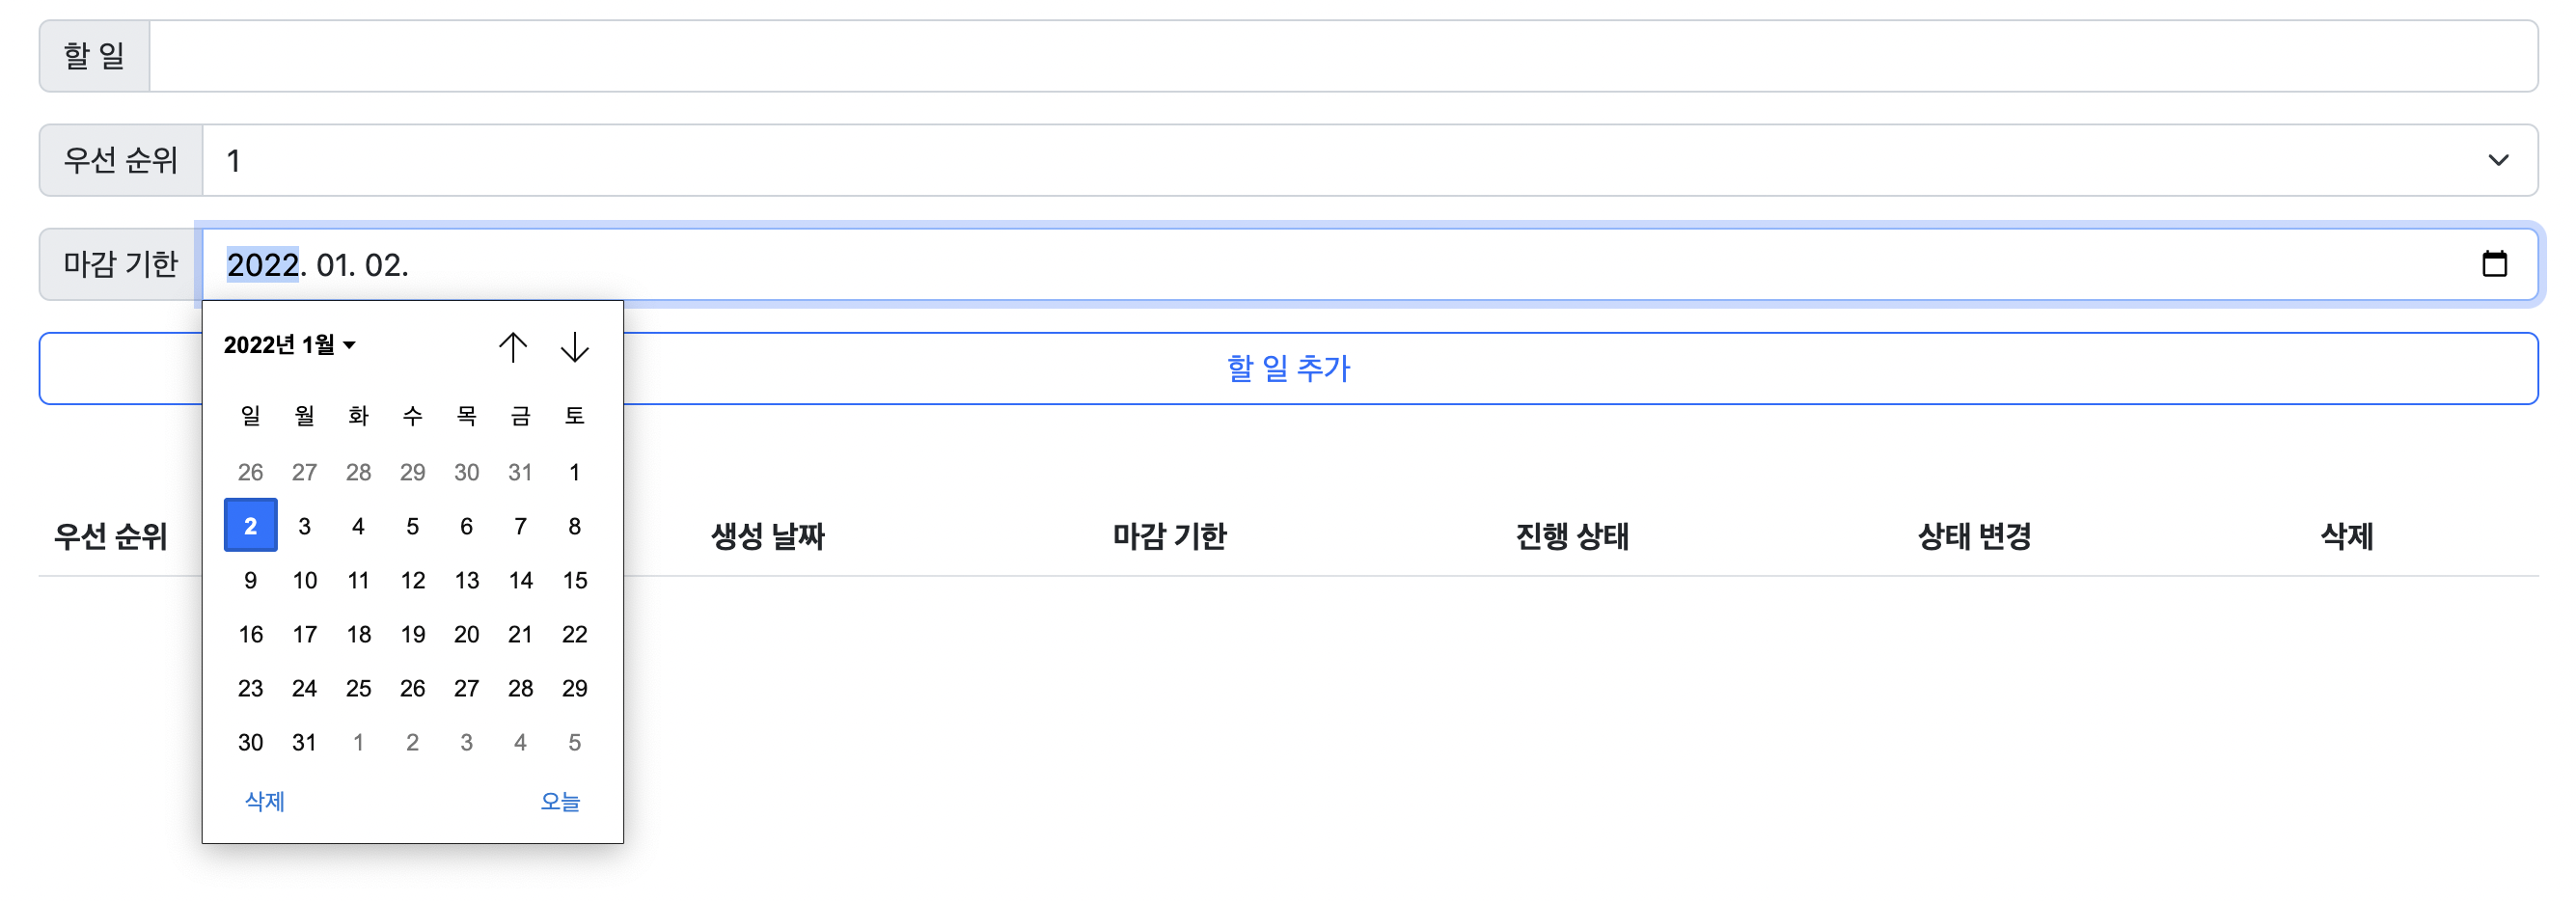 할 일
우선 순위 1
마감 기한 2022. 01. 02.
할 일 추가
2022년 1월
일 월 화 수 목 금 토
26 27 28 29 30 31 1
2 3 4 5 6 7 8
9 10 11 12 13 14 15
16 17 18 19 20 21 22
23 24 25 26 27 28 29
30 31 1 2 3 4 5
삭제 오늘
우선 순위 생성 날짜 마감 기한 진행 상태 상태 변경 삭제